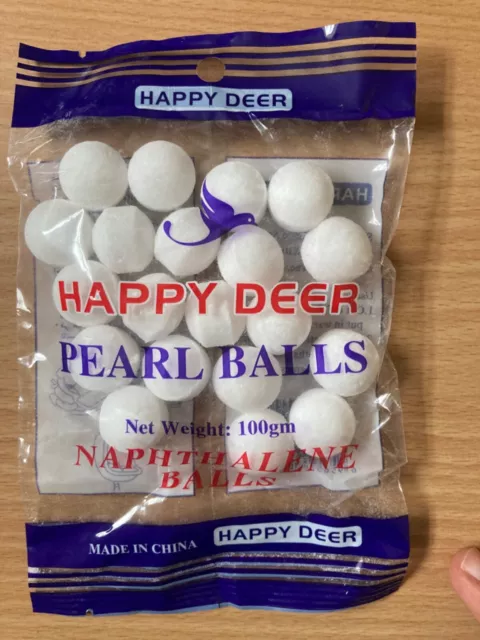 HAPPY DEER
HAPPY DEER
PEARL BALLS
Net Weight: 100gm
NAPHTHALENE
BALLS
MADE IN CHINA HAPPY DEER